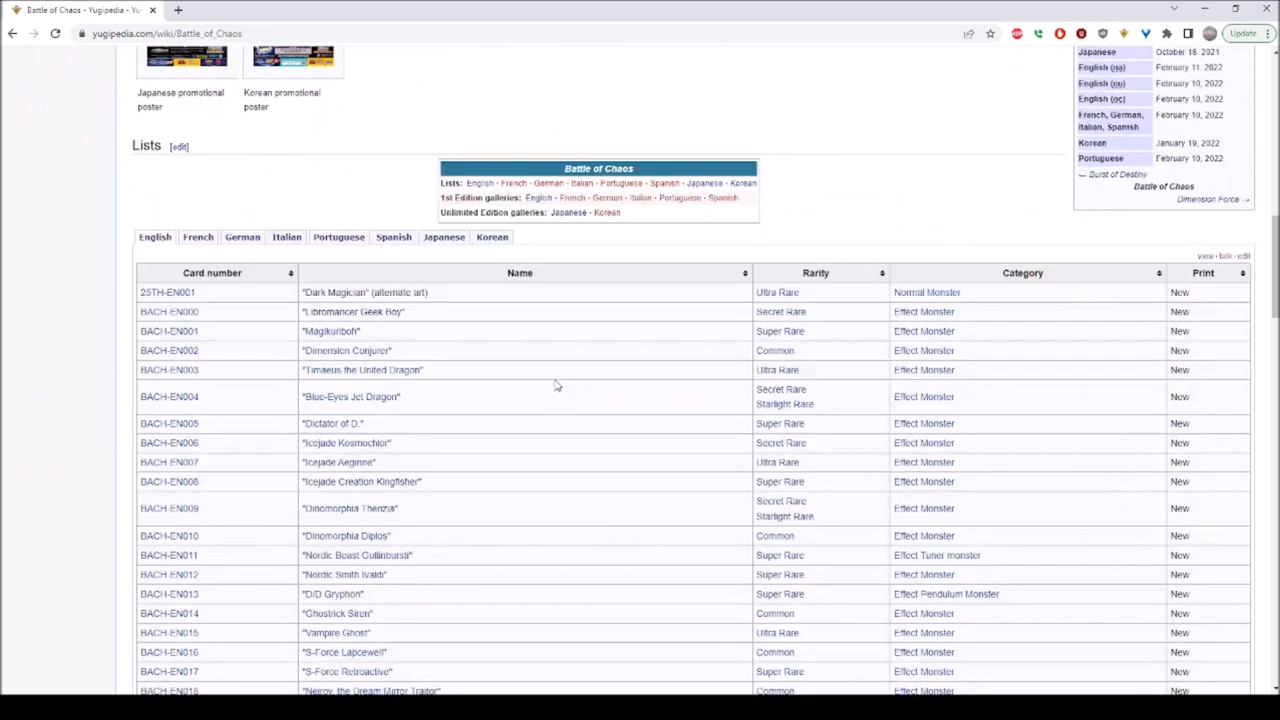 Battle of Chaos - Yugipedia - Yu
yugipedia.com/wiki/Battle_of_Chaos
Update
Japanese promotional poster
Korean promotional poster
Japanese October 16, 2021
English (na) February 11, 2022
English (eu) February 10, 2022
English (oc) February 10, 2022
French, German, Italian, Spanish February 10, 2022
Korean January 19, 2022
Portuguese February 10, 2022
← Burst of Destiny
Battle of Chaos
Dimension Force →
Lists [edit]
Battle of Chaos
Lists: English · French · German · Italian · Portuguese · Spanish · Japanese · Korean
1st Edition galleries: English · French · German · Italian · Portuguese · Spanish
Unlimited Edition galleries: Japanese · Korean
English French German Italian Portuguese Spanish Japanese Korean
view · talk · edit
Card number Name Rarity Category Print
25TH-EN001 "Dark Magician" (alternate art) Ultra Rare Normal Monster New
BACH-EN000 "Libromancer Geek Boy" Secret Rare Effect Monster New
BACH-EN001 "Magikuriboh" Super Rare Effect Monster New
BACH-EN002 "Dimension Conjurer" Common Effect Monster New
BACH-EN003 "Timaeus the United Dragon" Ultra Rare Effect Monster New
BACH-EN004 "Blue-Eyes Jet Dragon" Secret Rare Starlight Rare Effect Monster New
BACH-EN005 "Dictator of D." Super Rare Effect Monster New
BACH-EN006 "Icejade Kosmochlor" Secret Rare Effect Monster New
BACH-EN007 "Icejade Aegirine" Ultra Rare Effect Monster New
BACH-EN008 "Icejade Creation Kingfisher" Super Rare Effect Monster New
BACH-EN009 "Dinomorphia Therizia" Secret Rare Starlight Rare Effect Monster New
BACH-EN010 "Dinomorphia Diplos" Common Effect Monster New
BACH-EN011 "Nordic Beast Gullinbursti" Super Rare Effect Tuner monster New
BACH-EN012 "Nordic Smith Ivaldi" Super Rare Effect Monster New
BACH-EN013 "D/D Gryphon" Super Rare Effect Pendulum Monster New
BACH-EN014 "Ghostrick Siren" Common Effect Monster New
BACH-EN015 "Vampire Ghost" Ultra Rare Effect Monster New
BACH-EN016 "S-Force Lapcewell" Common Effect Monster New
BACH-EN017 "S-Force Retroactive" Super Rare Effect Monster New
BACH-EN018 "Neiroy, the Dream Mirror Traitor" Common Effect Monster New